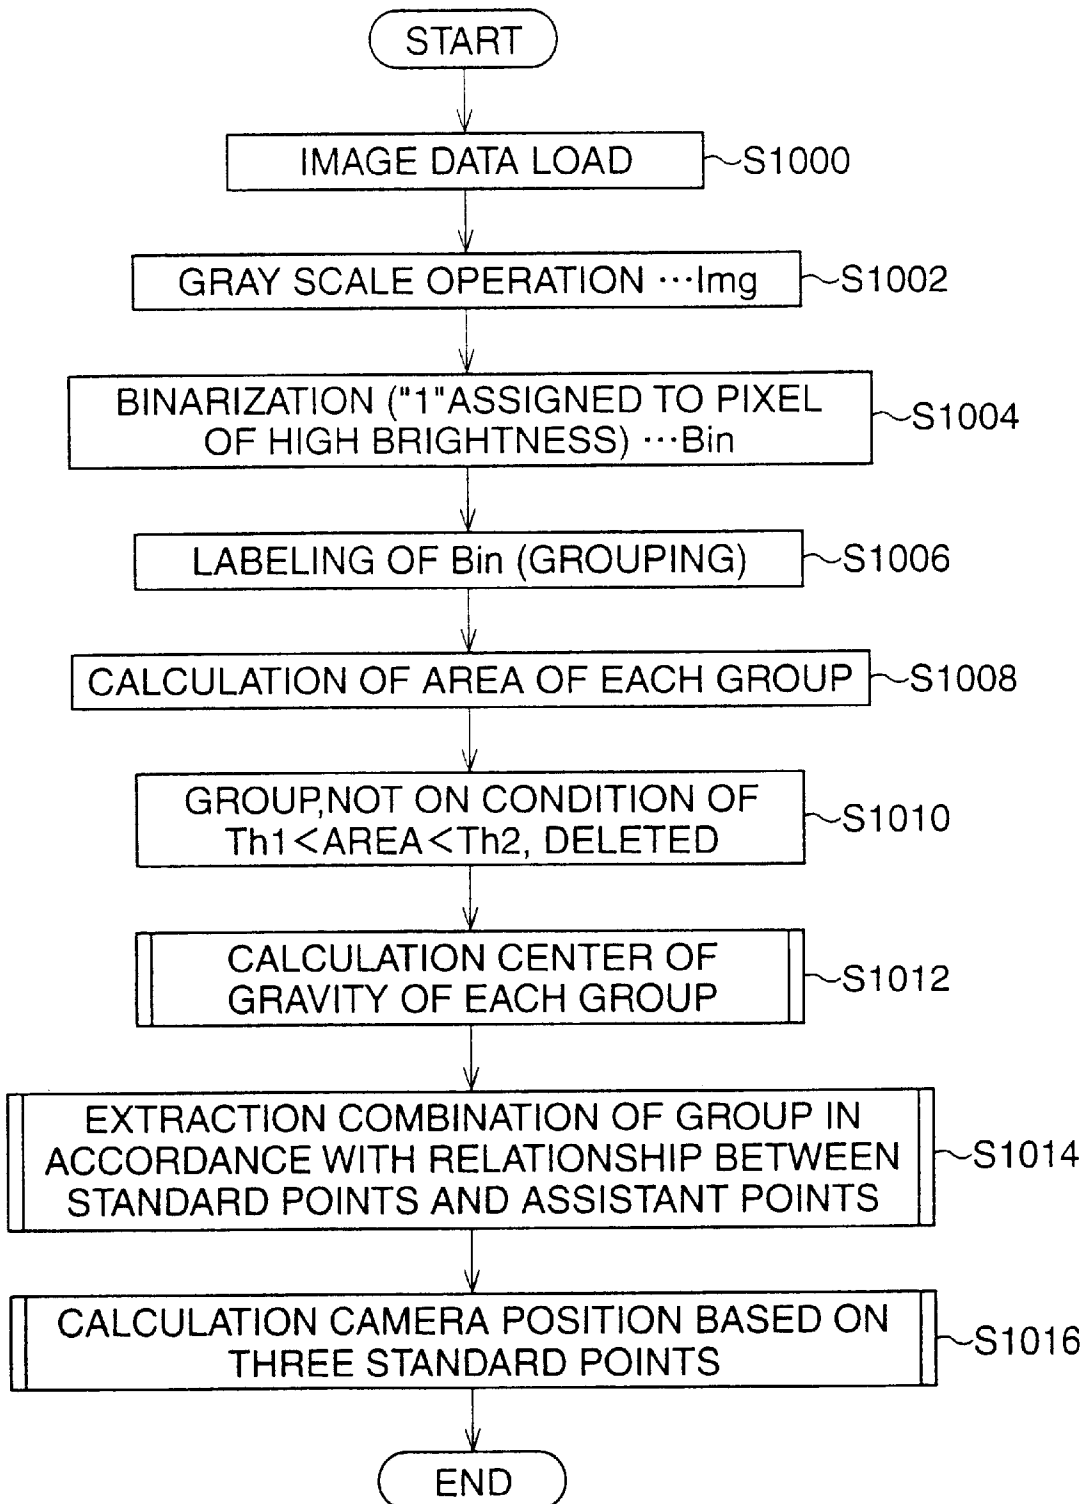 START
IMAGE DATA LOAD
S1000
GRAY SCALE OPERATION ···Img
S1002
BINARIZATION ("1"ASSIGNED TO PIXEL
OF HIGH BRIGHTNESS) ···Bin
S1004
LABELING OF Bin (GROUPING)
S1006
CALCULATION OF AREA OF EACH GROUP
S1008
GROUP,NOT ON CONDITION OF
Th1<AREA<Th2, DELETED
S1010
CALCULATION CENTER OF
GRAVITY OF EACH GROUP
S1012
EXTRACTION COMBINATION OF GROUP IN
ACCORDANCE WITH RELATIONSHIP BETWEEN
STANDARD POINTS AND ASSISTANT POINTS
S1014
CALCULATION CAMERA POSITION BASED ON
THREE STANDARD POINTS
S1016
END